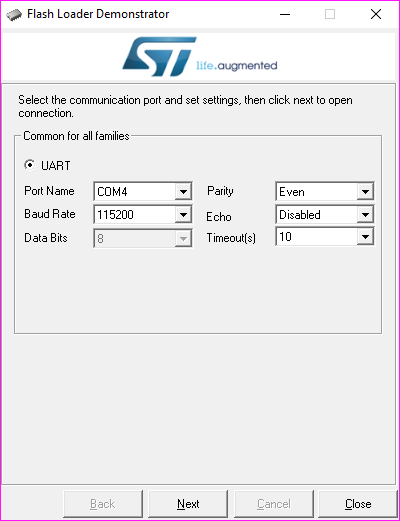 Flash Loader Demonstrator
ST life.augmented
Select the communication port and set settings, then click next to open
connection.
Common for all families
UART
Port Name COM4 Parity Even
Baud Rate 115200 Echo Disabled
Data Bits 8 Timeout(s) 10
Back Next Cancel Close